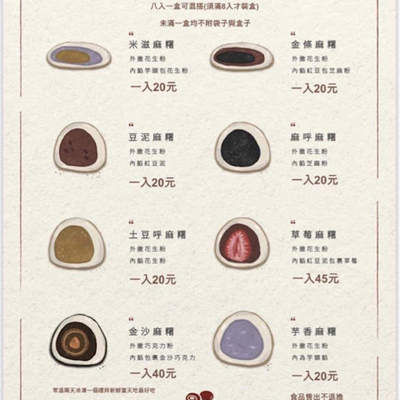 八入一盒可混搭(須滿8入才裝盒)
未滿一盒均不附袋子與盒子
米滋麻糬
外撒花生粉
內餡芋頭包花生粉
一入20元
金條麻糬
外撒花生粉
內餡紅豆包芝麻粉
一入20元
豆泥麻糬
外撒花生粉
內餡紅豆泥
一入20元
麻呼麻糬
外撒花生粉
內餡芝麻粉
一入20元
土豆呼麻糬
外撒花生粉
內餡花生粉
一入20元
草莓麻糬
外撒花生粉
內餡紅豆泥包裹草莓
一入45元
金沙麻糬
外撒巧克力粉
內餡包裹金沙巧克力
一入40元
芋香麻糬
外撒花生粉
內為芋頭餡
一入20元
常溫兩天冷凍一個禮拜新鮮當天吃最好吃
食品售出不退換